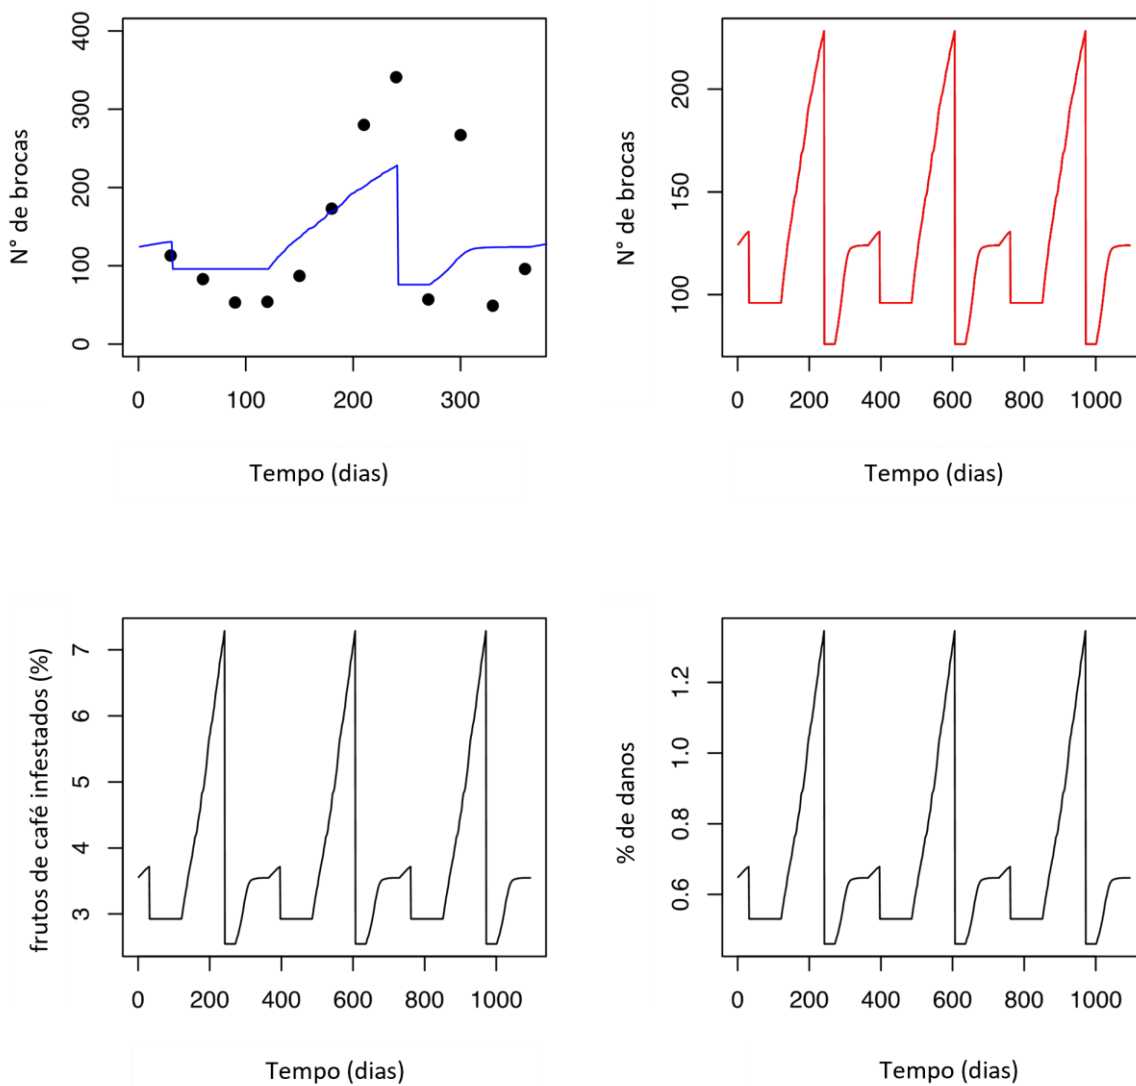 N° de brocas
400
300
200
100
0
0 100 200 300
Tempo (dias)
N° de brocas
200
150
100
0 200 400 600 800 1000
Tempo (dias)
frutos de café infestados (%)
7
6
5
4
3
0 200 400 600 800 1000
Tempo (dias)
% de danos
1.2
1.0
0.8
0.6
0 200 400 600 800 1000
Tempo (dias)